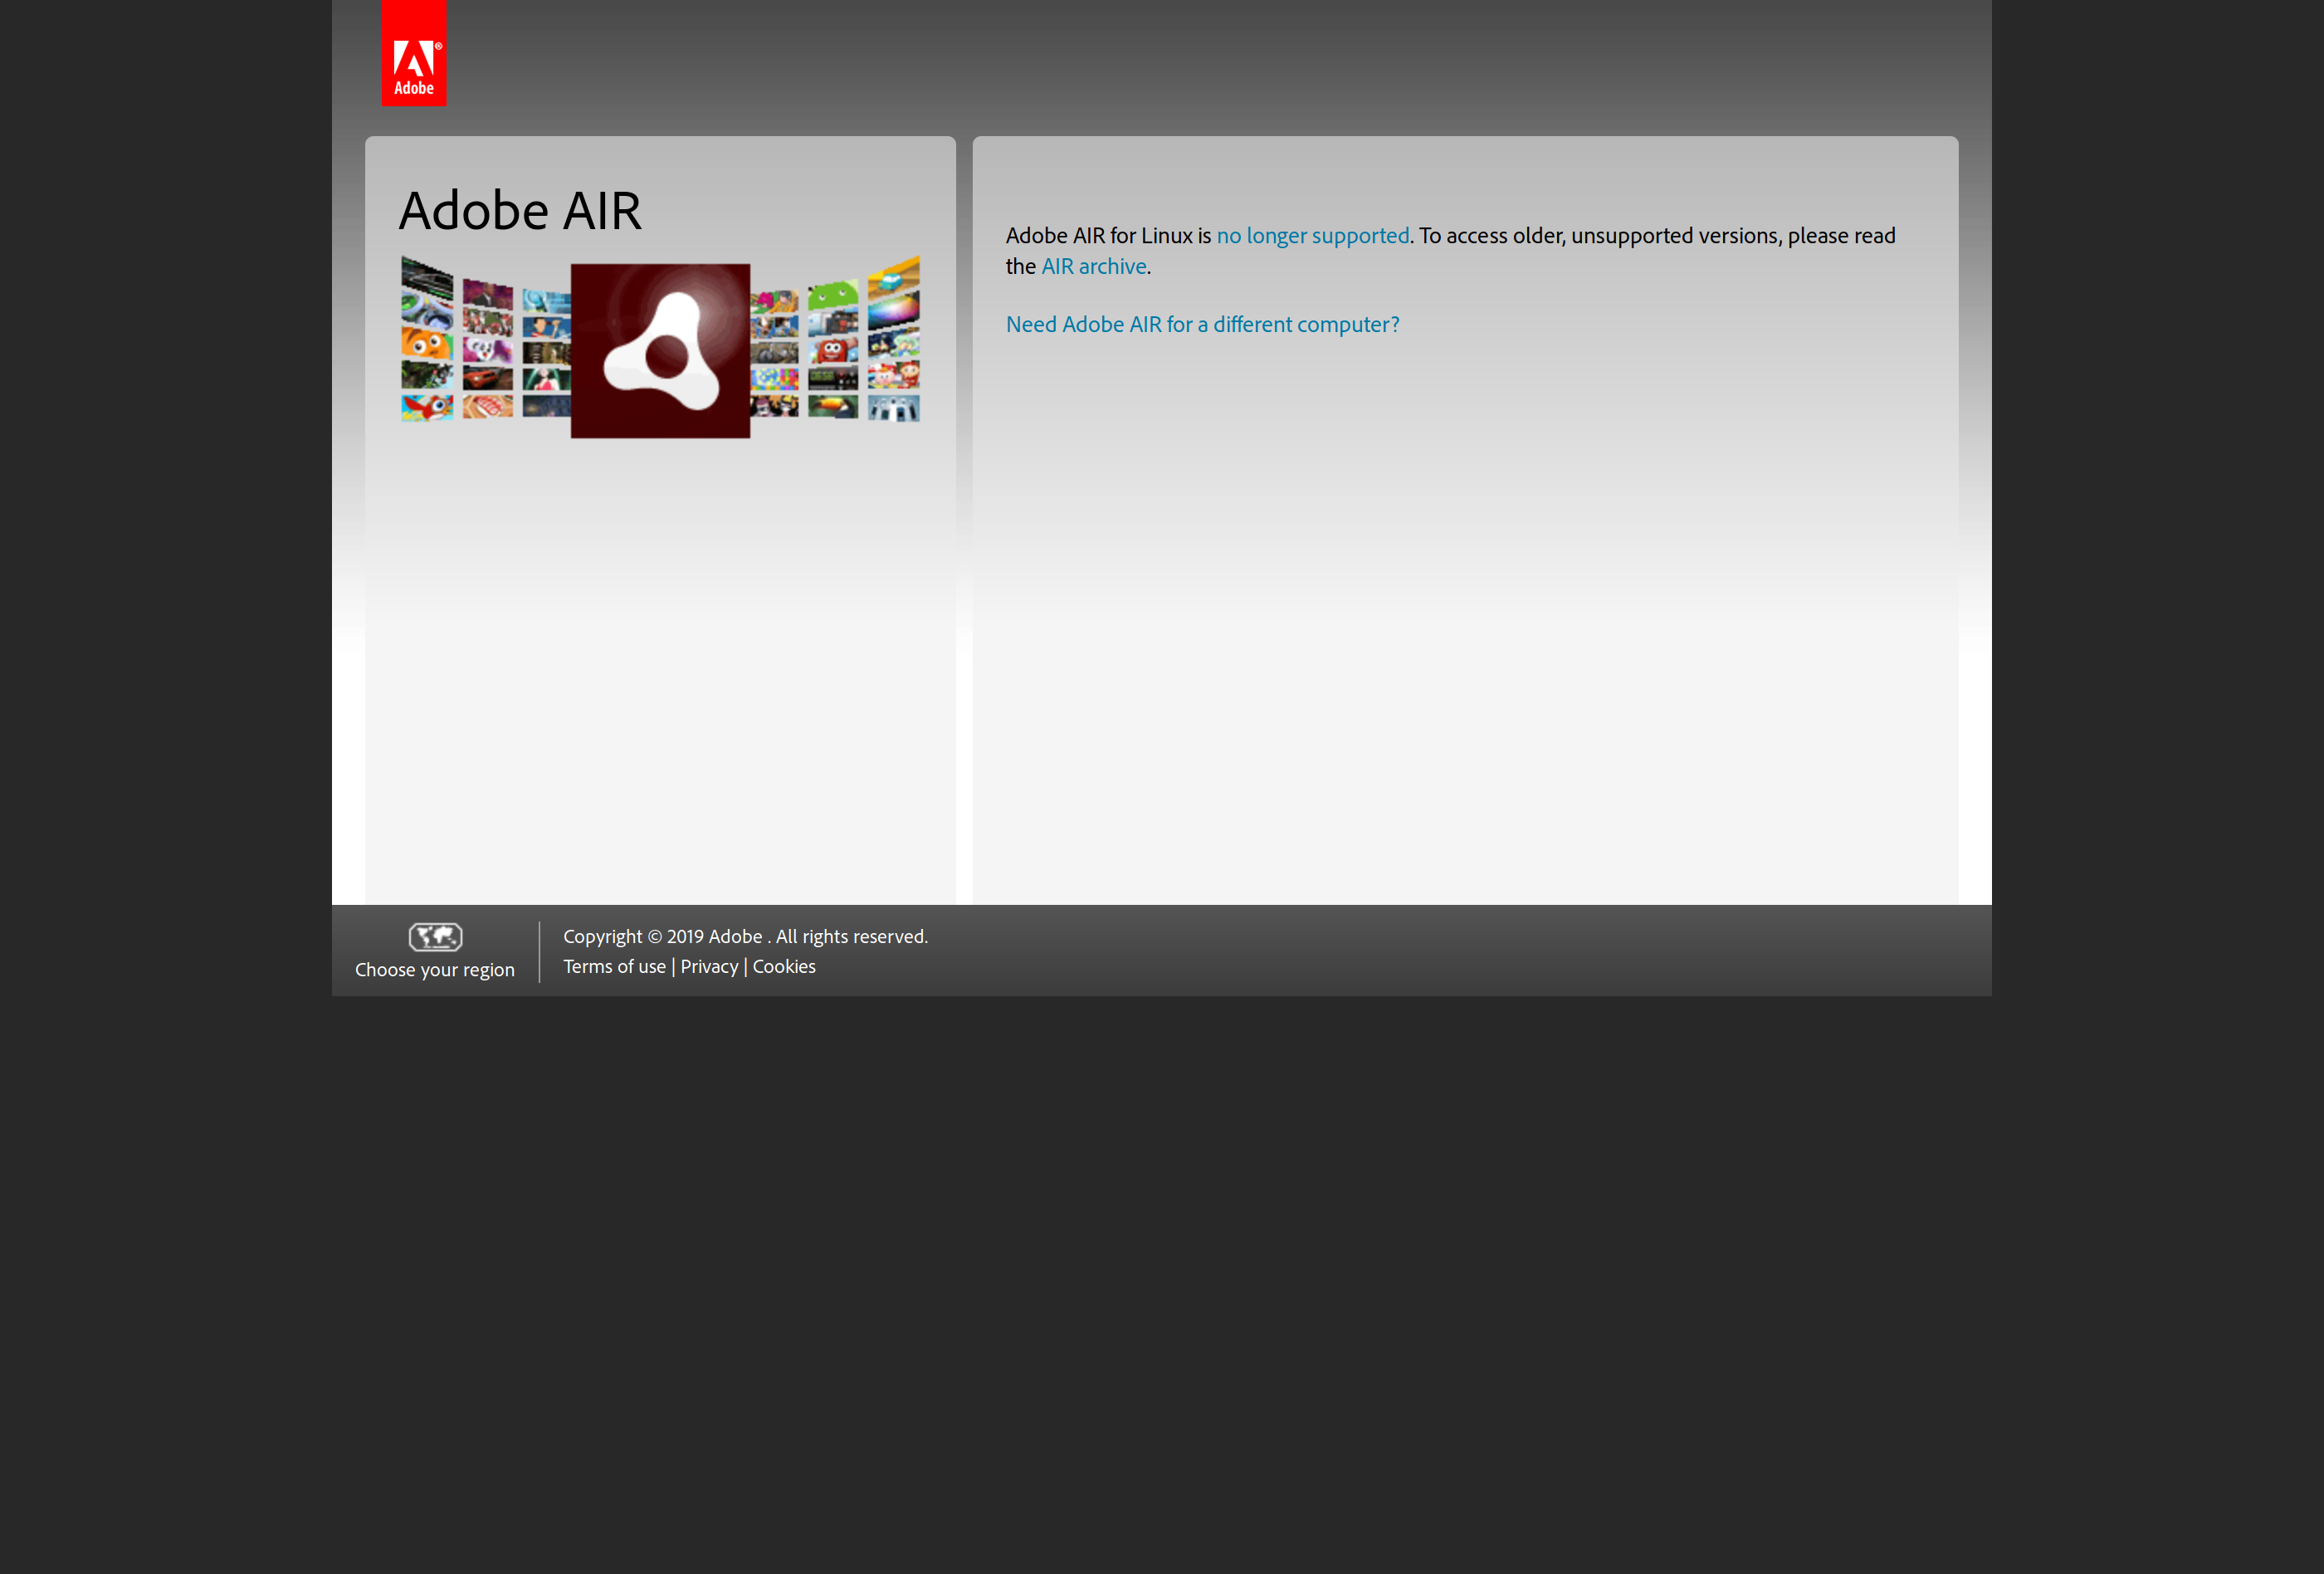 Adobe
Adobe AIR
Adobe AIR for Linux is no longer supported. To access older, unsupported versions, please read
the AIR archive.
Need Adobe AIR for a different computer?
Choose your region
Copyright © 2019 Adobe . All rights reserved.
Terms of use | Privacy | Cookies